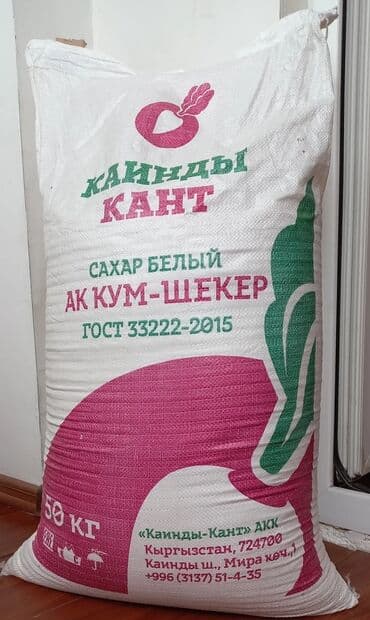 КАИНДЫ
КАНТ
САХАР БЕЛЫЙ
АК КУМ-ШЕКЕР
ГОСТ 33222-2015
50 КГ
«Каинды-Кант» АКК
Кыргызстан, 724700
Каинды ш., Мира көч.,
+996 (3137) 51-4-35